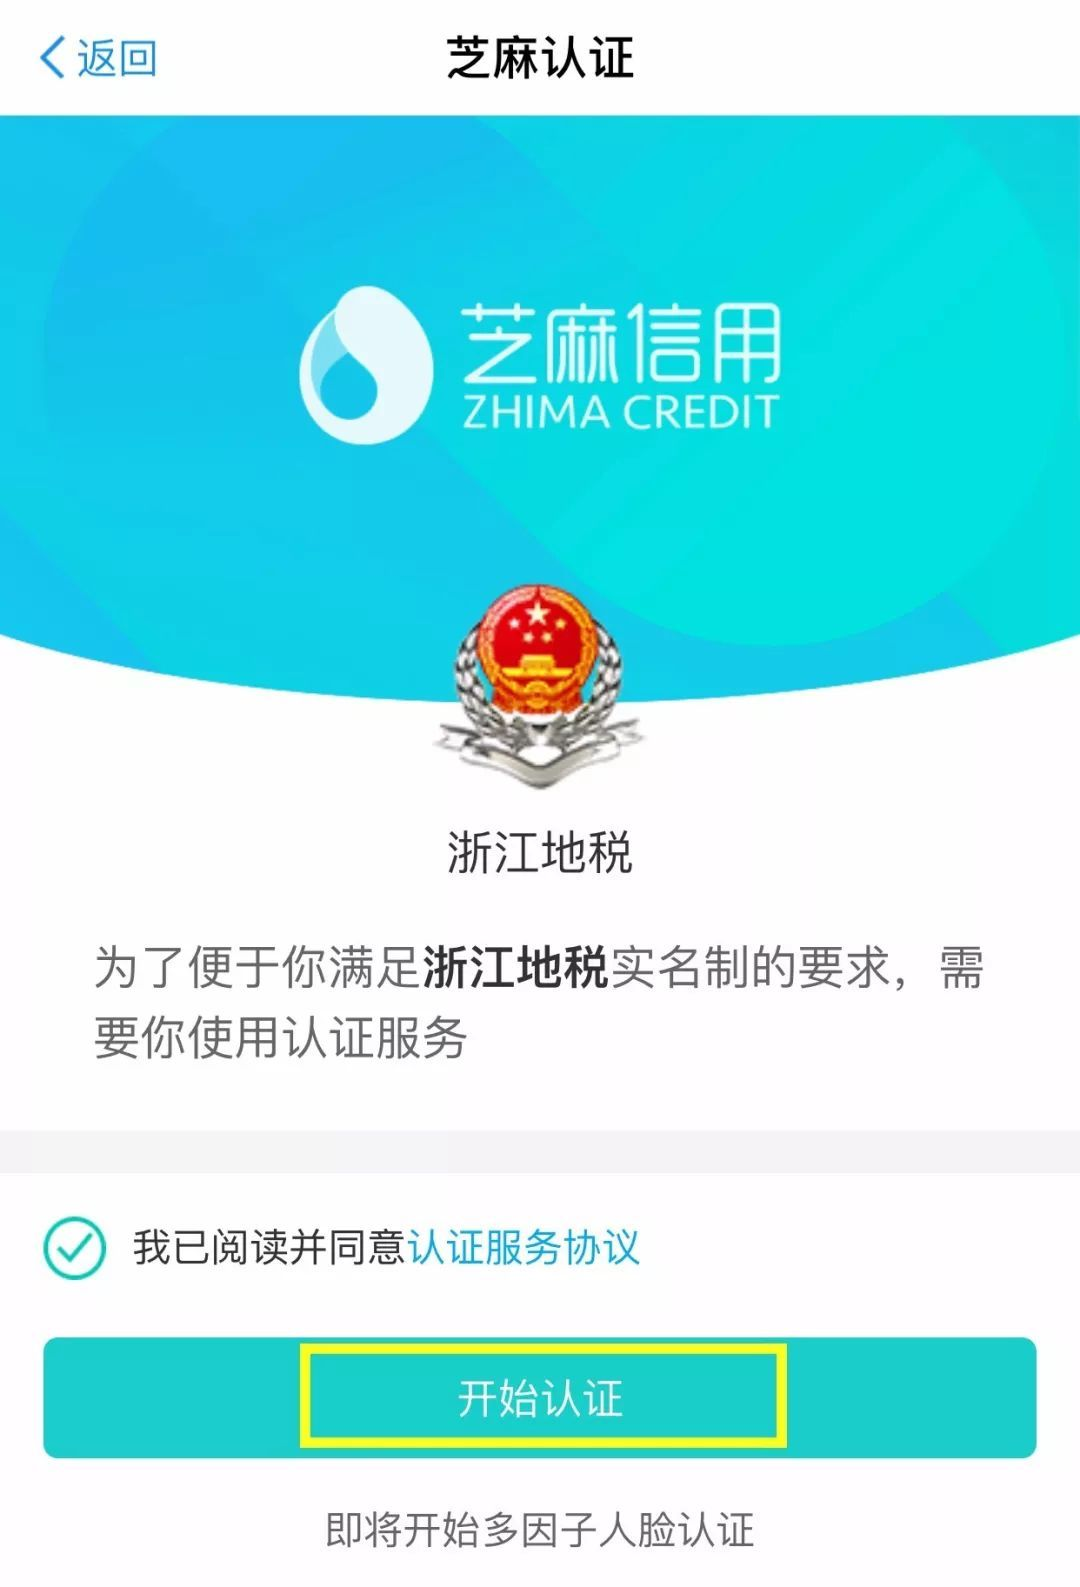 返回
芝麻认证
芝麻信用
ZHIMA CREDIT
浙江地税
为了便于你满足浙江地税实名制的要求，需
要你使用认证服务
我已阅读并同意认证服务协议
开始认证
即将开始多因子人脸认证